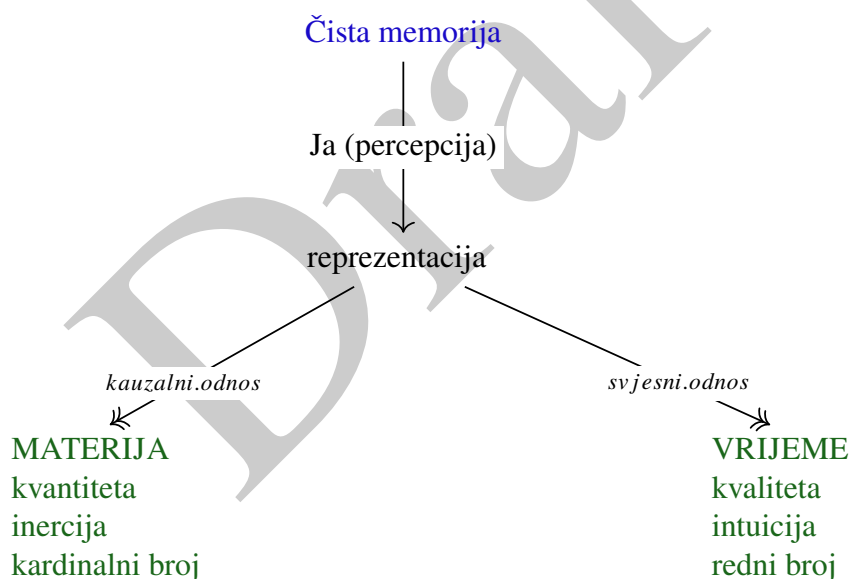 Čista memorija
Ja (percepcija)
reprezentacija
kauzalni.odnos
svjesni.odnos
MATERIJA
kvantiteta
inercija
kardinalni broj
VRIJEME
kvaliteta
intuicija
redni broj